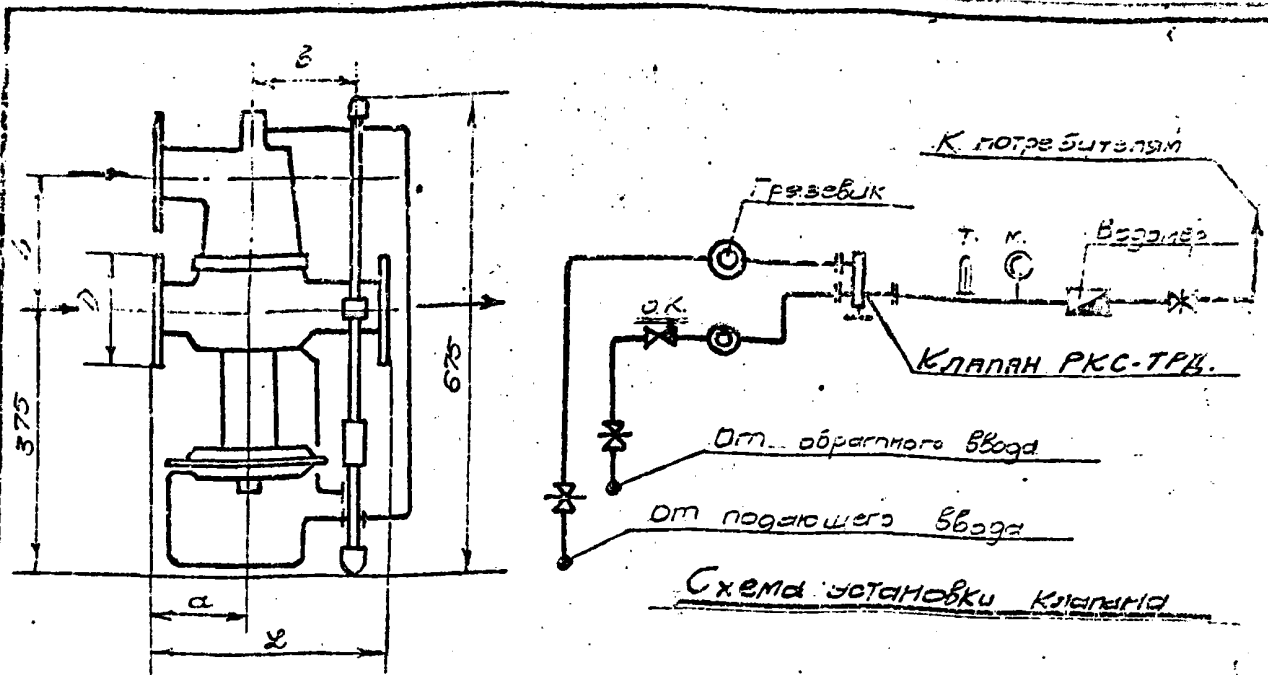 в
К потребителям
Грязевик
Т.
М.
Водомер
h
D
О.К.
675
Клапан РКС-ТРД.
375
От обратного ввода
От подающего ввода
Схема установки клапана
а
L